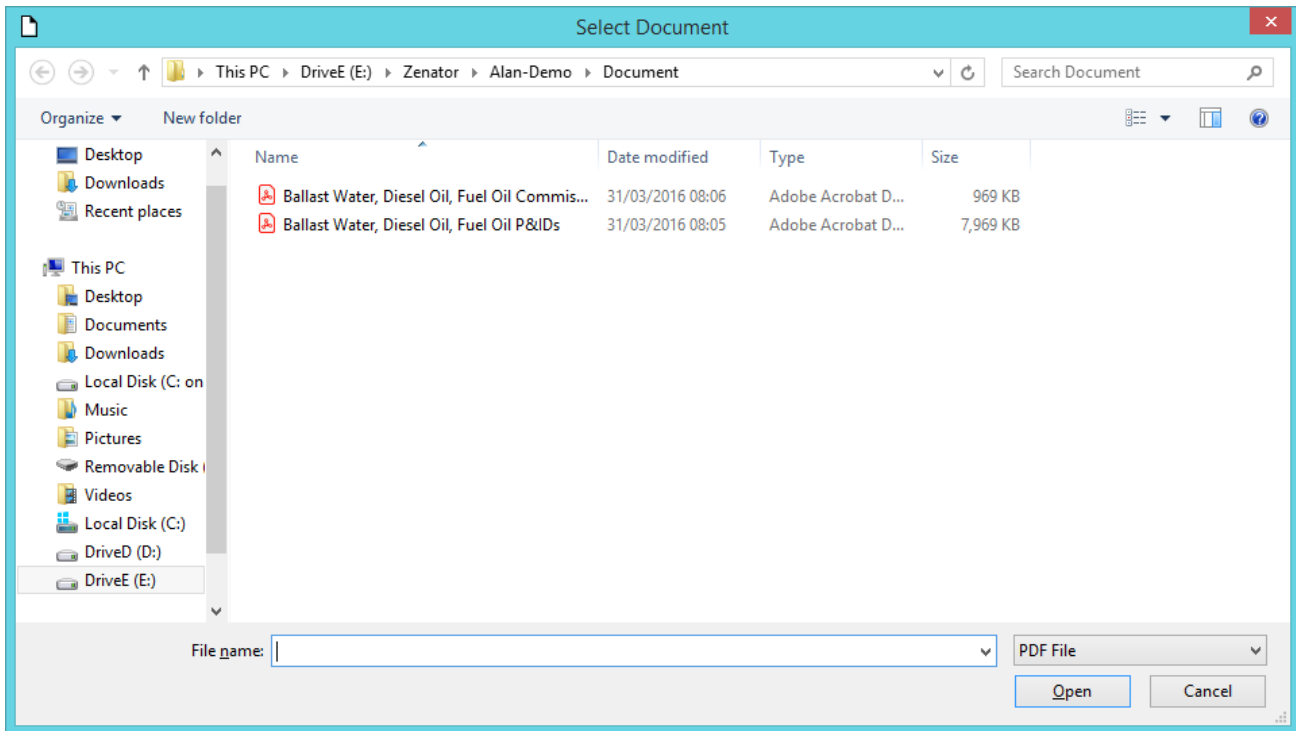 Select Document
This PC DriveE (E:) Zenator Alan-Demo Document Search Document
Organize New folder
Desktop
Downloads
Recent places
This PC
Desktop
Documents
Downloads
Local Disk (C: on
Music
Pictures
Removable Disk (
Videos
Local Disk (C:)
DriveD (D:)
DriveE (E:)
Name Date modified Type Size
Ballast Water, Diesel Oil, Fuel Oil Commis... 31/03/2016 08:06 Adobe Acrobat D... 969 KB
Ballast Water, Diesel Oil, Fuel Oil P&IDs 31/03/2016 08:05 Adobe Acrobat D... 7,969 KB
File name: PDF File
Open Cancel